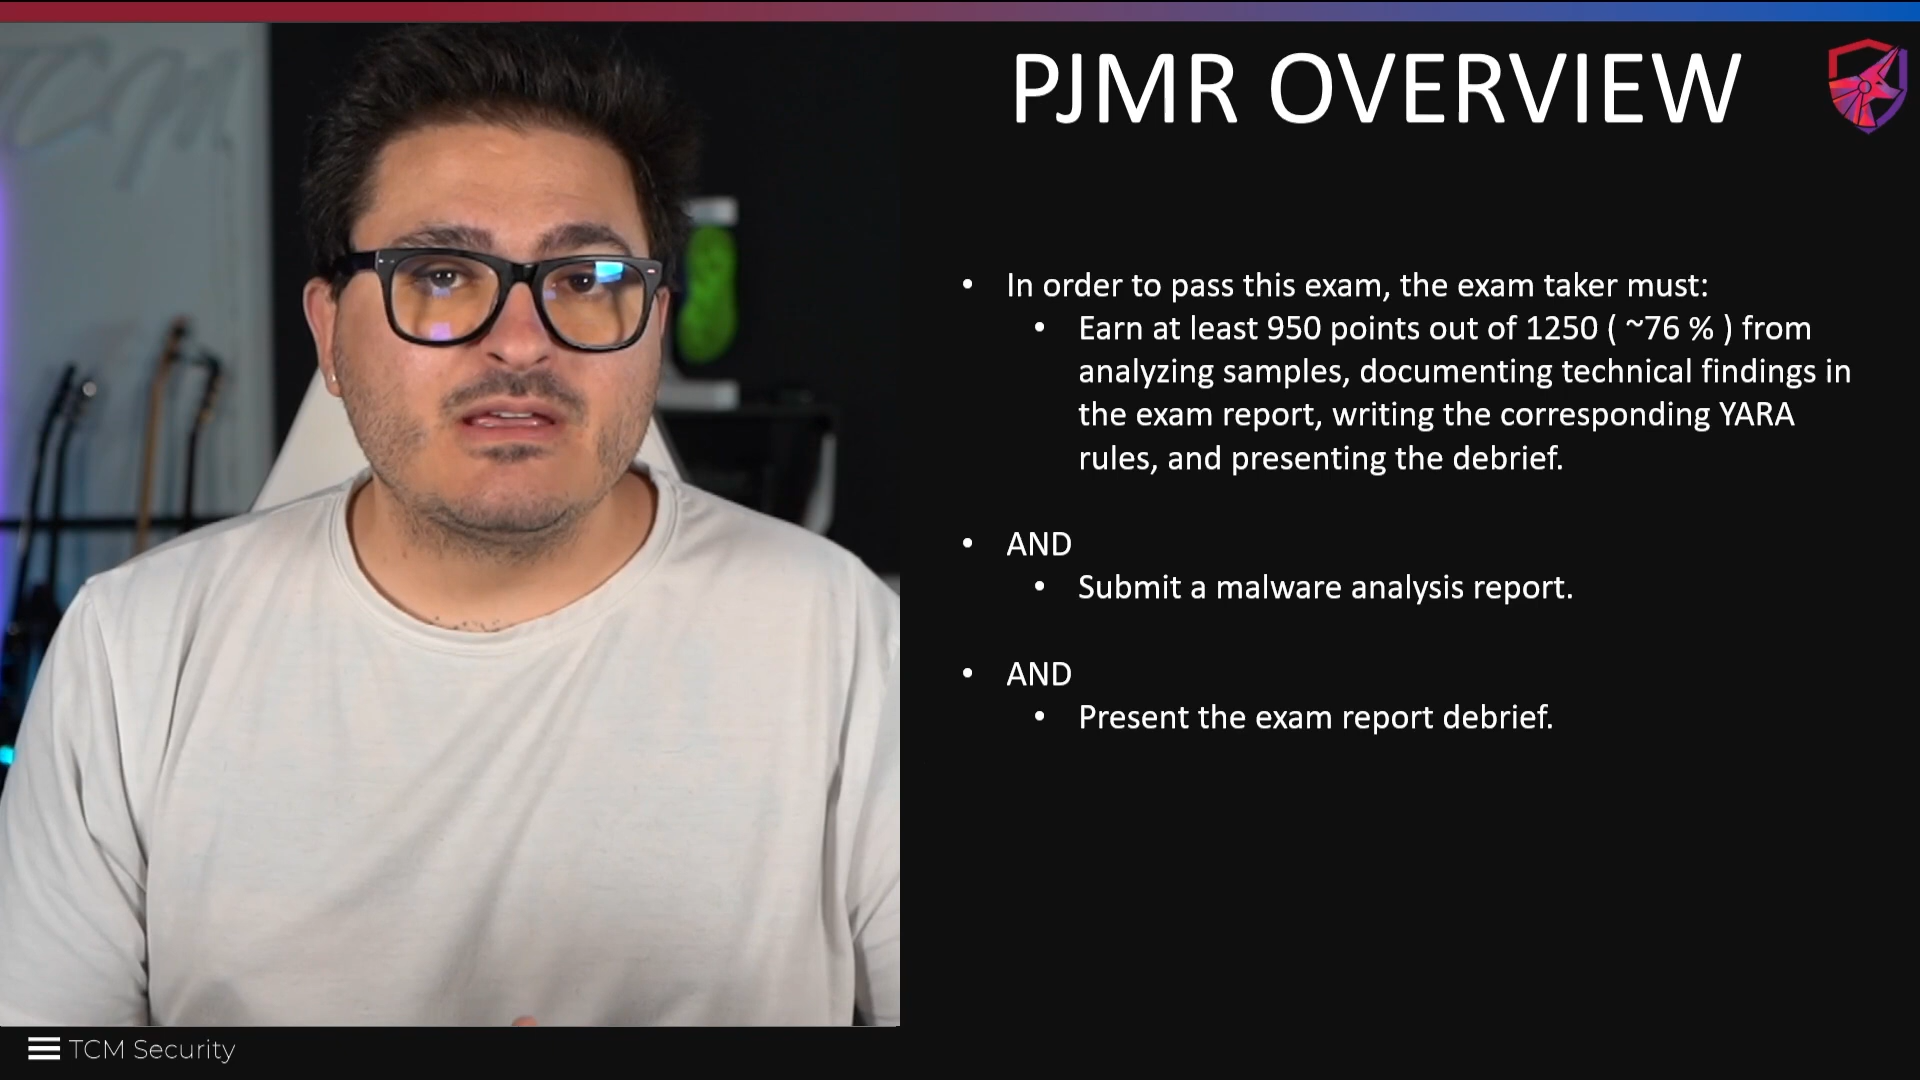 PJMR OVERVIEW
• In order to pass this exam, the exam taker must:
• Earn at least 950 points out of 1250 ( ~76 % ) from
analyzing samples, documenting technical findings in
the exam report, writing the corresponding YARA
rules, and presenting the debrief.
• AND
• Submit a malware analysis report.
• AND
• Present the exam report debrief.
TCM Security